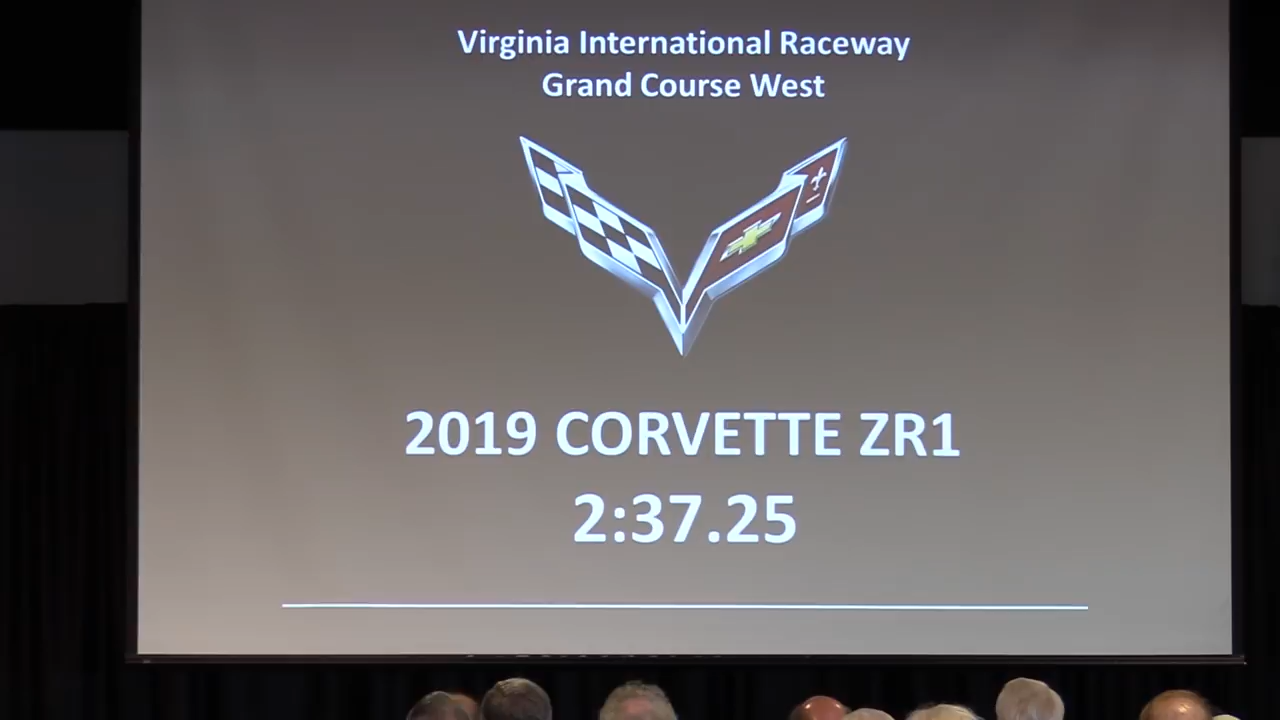 Virginia International Raceway
Grand Course West
2019 CORVETTE ZR1
2:37.25